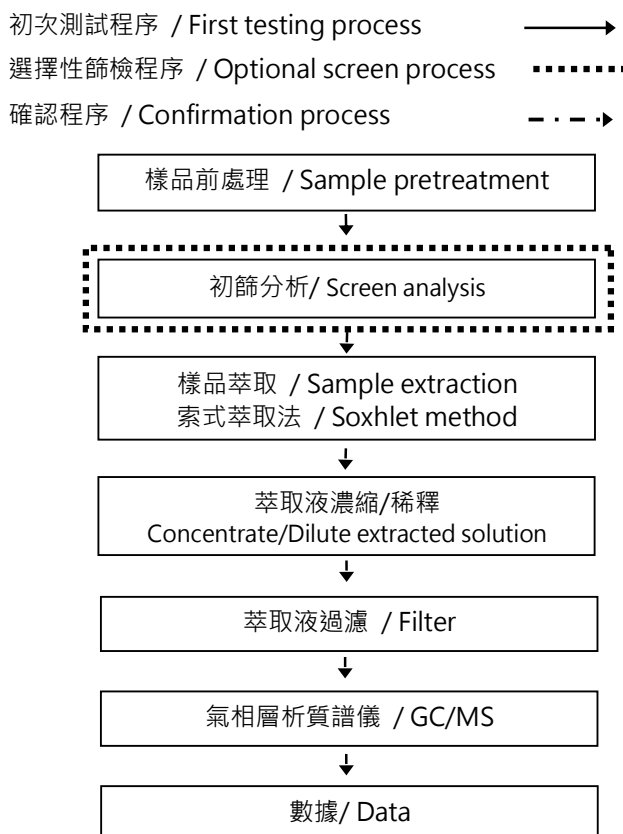 初次測試程序 / First testing process
選擇性篩檢程序 / Optional screen process
確認程序 / Confirmation process
樣品前處理 / Sample pretreatment
初篩分析/ Screen analysis
樣品萃取 / Sample extraction
索式萃取法 / Soxhlet method
萃取液濃縮/稀釋
Concentrate/Dilute extracted solution
萃取液過濾 / Filter
氣相層析質譜儀 / GC/MS
數據/ Data